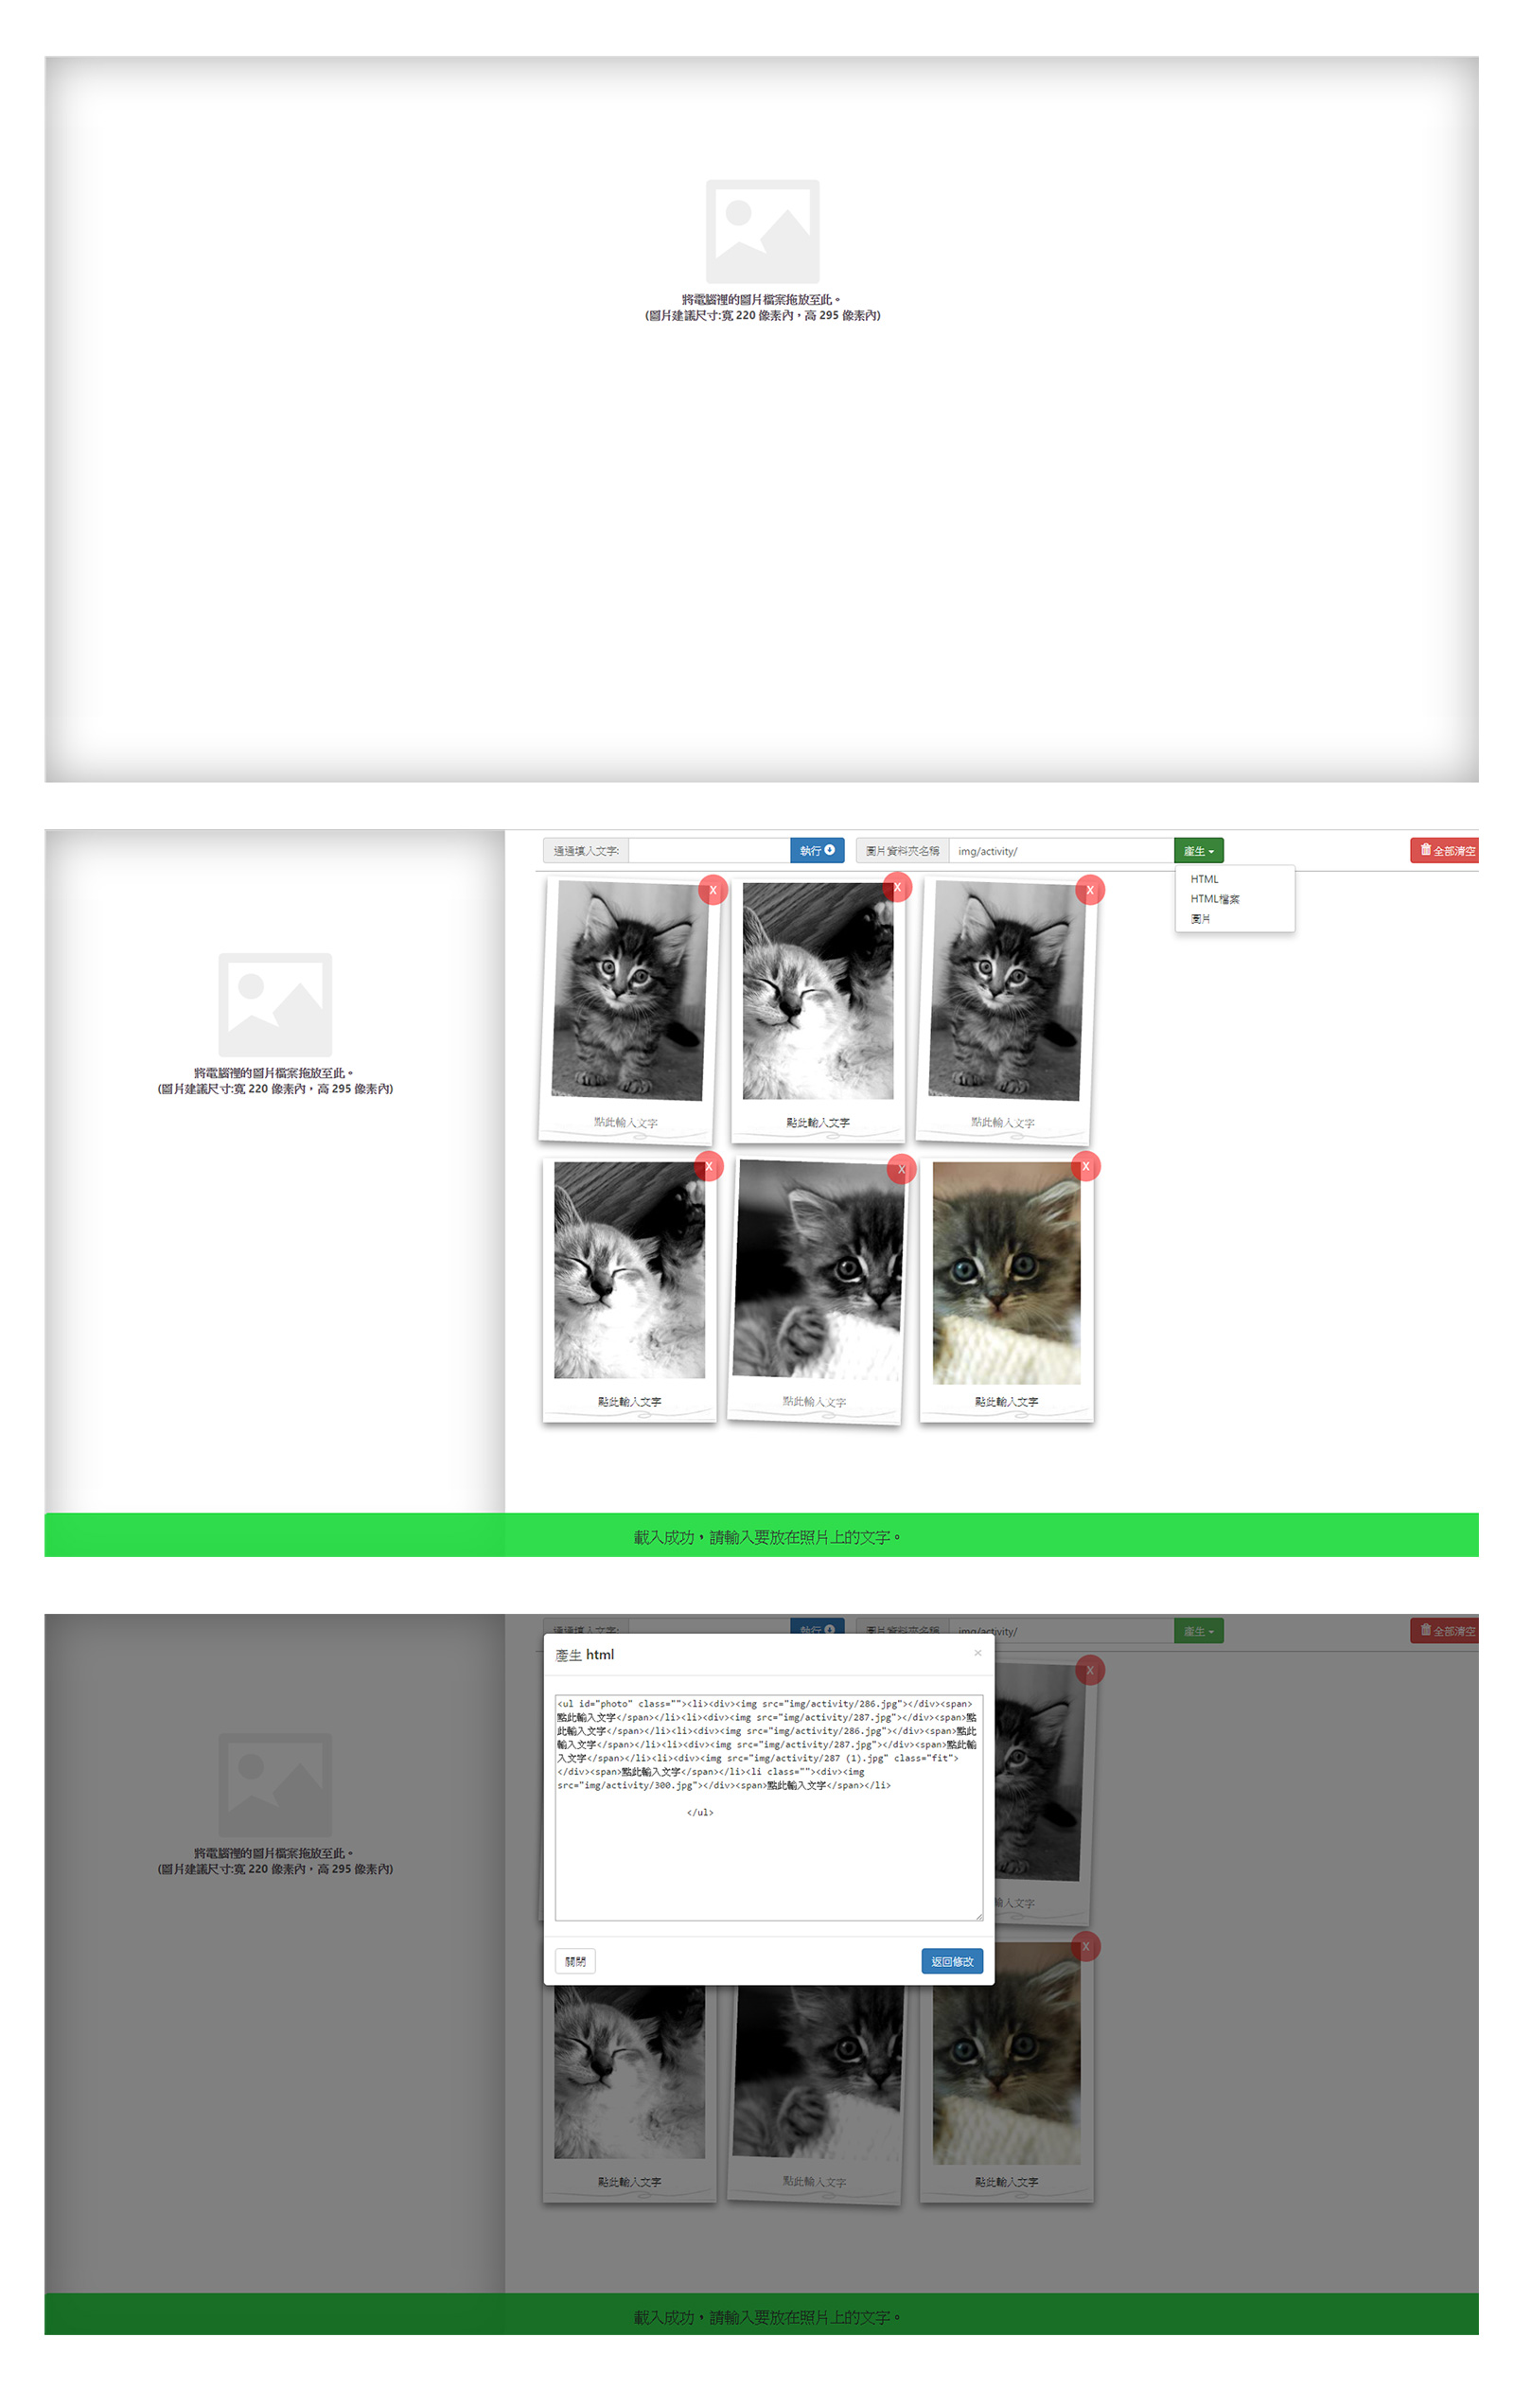 將電腦裡的圖片檔案拖放至此。
(圖片建議尺寸:寬 220 像素內，高 295 像素內)
通通填入文字:
執行
圖片資料夾名稱
img/activity/
產生
全部清空
HTML
HTML檔案
圖片
X
X
X
將電腦裡的圖片檔案拖放至此。
(圖片建議尺寸:寬 220 像素內，高 295 像素內)
點此輸入文字
點此輸入文字
點此輸入文字
X
X
X
點此輸入文字
點此輸入文字
點此輸入文字
載入成功，請輸入要放在照片上的文字。
通通填入文字:
執行
圖片資料夾名稱
img/activity/
產生
全部清空
產生 html
×
X
<ul id="photo" class=""><li><div><img src="img/activity/286.jpg"></div><span>
點此輸入文字</span></li><li><div><img src="img/activity/287.jpg"></div><span>點
此輸入文字</span></li><li><div><img src="img/activity/286.jpg"></div><span>點此
輸入文字</span></li><li><div><img src="img/activity/287.jpg"></div><span>點此輸
入文字</span></li><li><div><img src="img/activity/287 (1).jpg" class="fit">
</div><span>點此輸入文字</span></li><li class=""><div><img
src="img/activity/300.jpg"></div><span>點此輸入文字</span></li>
</ul>
將電腦裡的圖片檔案拖放至此。
(圖片建議尺寸:寬 220 像素內，高 295 像素內)
輸入文字
X
關閉
返回修改
點此輸入文字
點此輸入文字
點此輸入文字
載入成功，請輸入要放在照片上的文字。